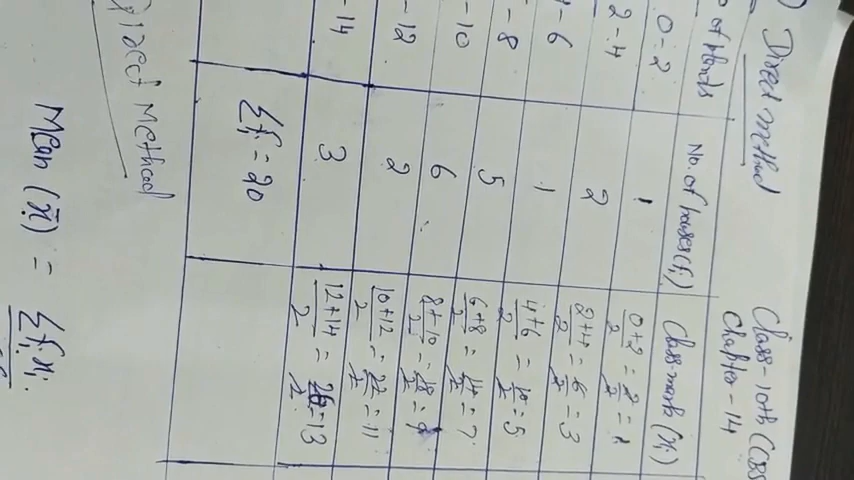 Direct method
Class-10th (CBS
Chapter-14
of Plants No. of houses (fi) Class mark (xi)
0-2 1 0+2/2 = 2/2 = 1
2-4 2 2+4/2 = 6/2 = 3
-6 1 4+6/2 = 10/2 = 5
-8 5 6+8/2 = 14/2 = 7
-10 6 8+10/2 = 18/2 = 9
-12 2 10+12/2 = 22/2 = 11
-14 3 12+14/2 = 26/2 = 13
Σfi = 20
Direct Method
Mean (x̄) = Σfixi